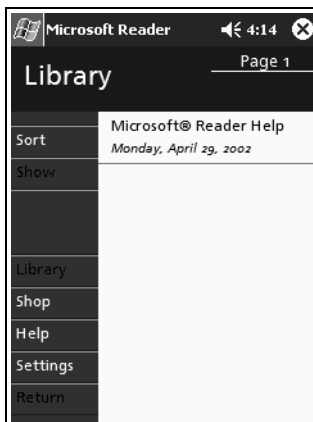 Microsoft Reader 4:14
Library
Page 1
Sort
Show
Library
Shop
Help
Settings
Return
Microsoft® Reader Help
Monday, April 29, 2002